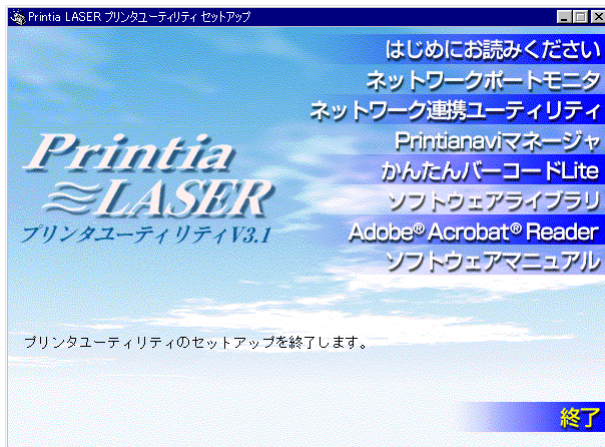 Printia LASER プリンタユーティリティ セットアップ
はじめにお読みください
ネットワークポートモニタ
ネットワーク連携ユーティリティ
Printianaviマネージャ
かんたんバーコードLite
ソフトウェアライブラリ
Adobe® Acrobat® Reader
ソフトウェアマニュアル
Printia
LASER
プリンタユーティリティV3.1
プリンタユーティリティのセットアップを終了します。
終了